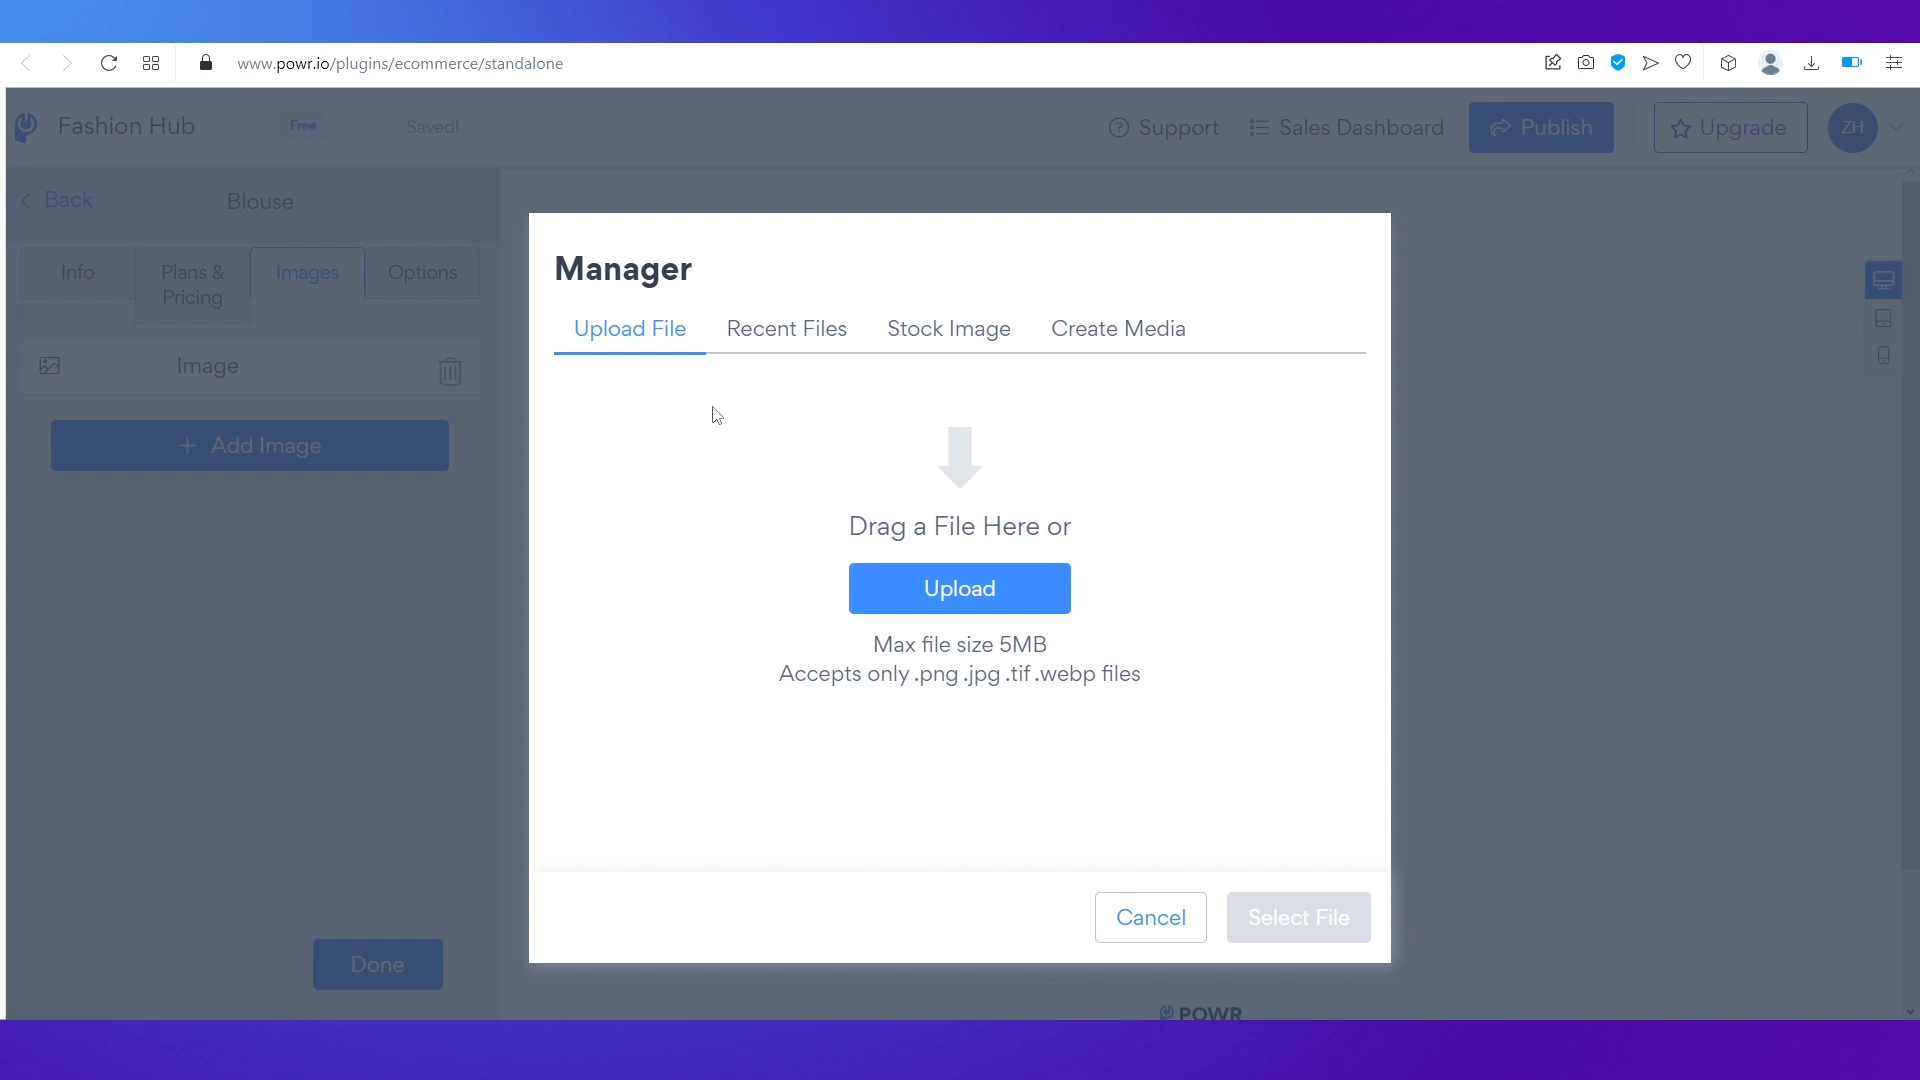 www.powr.io/plugins/ecommerce/standalone
Fashion Hub
Free
Saved!
Support
Sales Dashboard
Publish
Upgrade
ZH
Back
Blouse
Info
Plans &
Pricing
Images
Options
Image
+ Add Image
Done
Manager
Upload File
Recent Files
Stock Image
Create Media
Drag a File Here or
Upload
Max file size 5MB
Accepts only .png .jpg .tif .webp files
Cancel
Select File
POWR